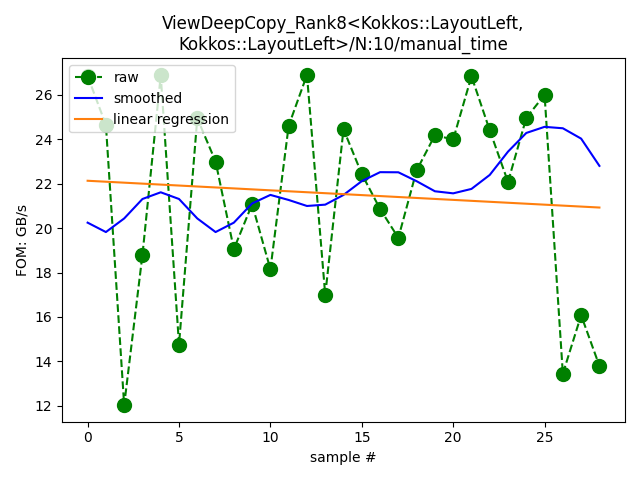 ViewDeepCopy_Rank8<Kokkos::LayoutLeft,
Kokkos::LayoutLeft>/N:10/manual_time
raw
smoothed
linear regression
FOM: GB/s
26
24
22
20
18
16
14
12
0
5
10
15
20
25
sample #